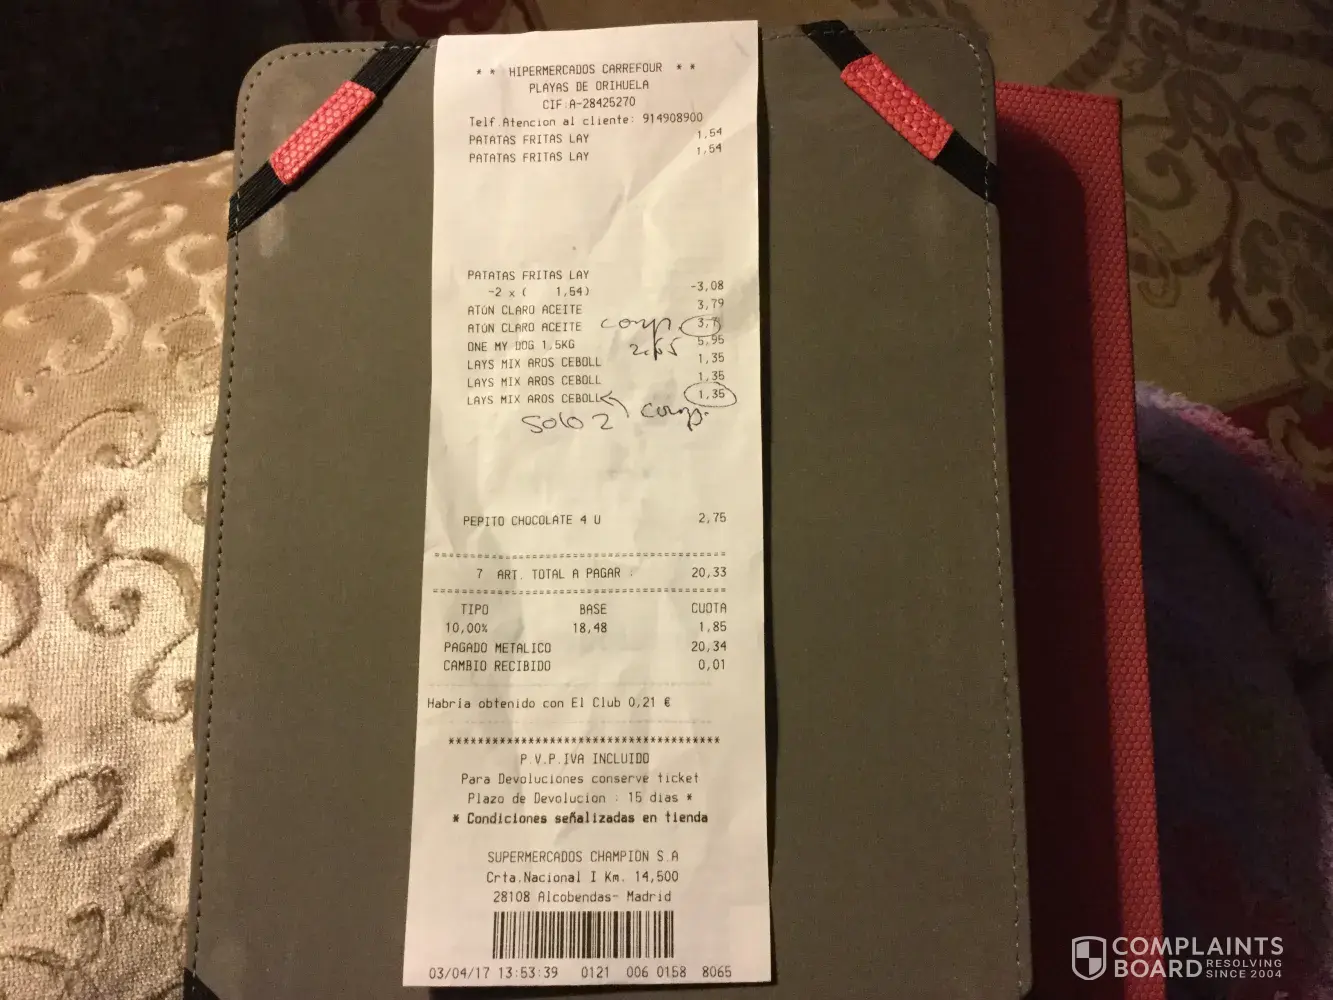 * * HIPERMERCADOS CARREFOUR * *
PLAYAS DE ORIHUELA
CIF:A-28425270
Telf.Atencion al cliente: 914908900
PATATAS FRITAS LAY 1,54
PATATAS FRITAS LAY 1,54
PATATAS FRITAS LAY
-2 x ( 1,54) -3,08
ATÚN CLARO ACEITE 3,79
ATÚN CLARO ACEITE comp. 3,79
ONE MY DOG 1,5KG 5,95
LAYS MIX AROS CEBOLL 1,35
LAYS MIX AROS CEBOLL 1,35
LAYS MIX AROS CEBOLL 1,35
SOLO 2 comp.
PEPITO CHOCOLATE 4 U 2,75
7 ART. TOTAL A PAGAR : 20,33
TIPO BASE CUOTA
10,00% 18,48 1,85
PAGADO METALICO 20,34
CAMBIO RECIBIDO 0,01
Habría obtenido con El Club 0,21 €
*************************************
P.V.P.IVA INCLUIDO
Para Devoluciones conserve ticket
Plazo de Devolucion : 15 dias *
* Condiciones señalizadas en tienda
SUPERMERCADOS CHAMPION S.A
Crta.Nacional I Km. 14,500
28108 Alcobendas- Madrid
03/04/17 13:53:39 0121 006 0158 8065
COMPLAINTS
BOARD RESOLVING
SINCE 2004